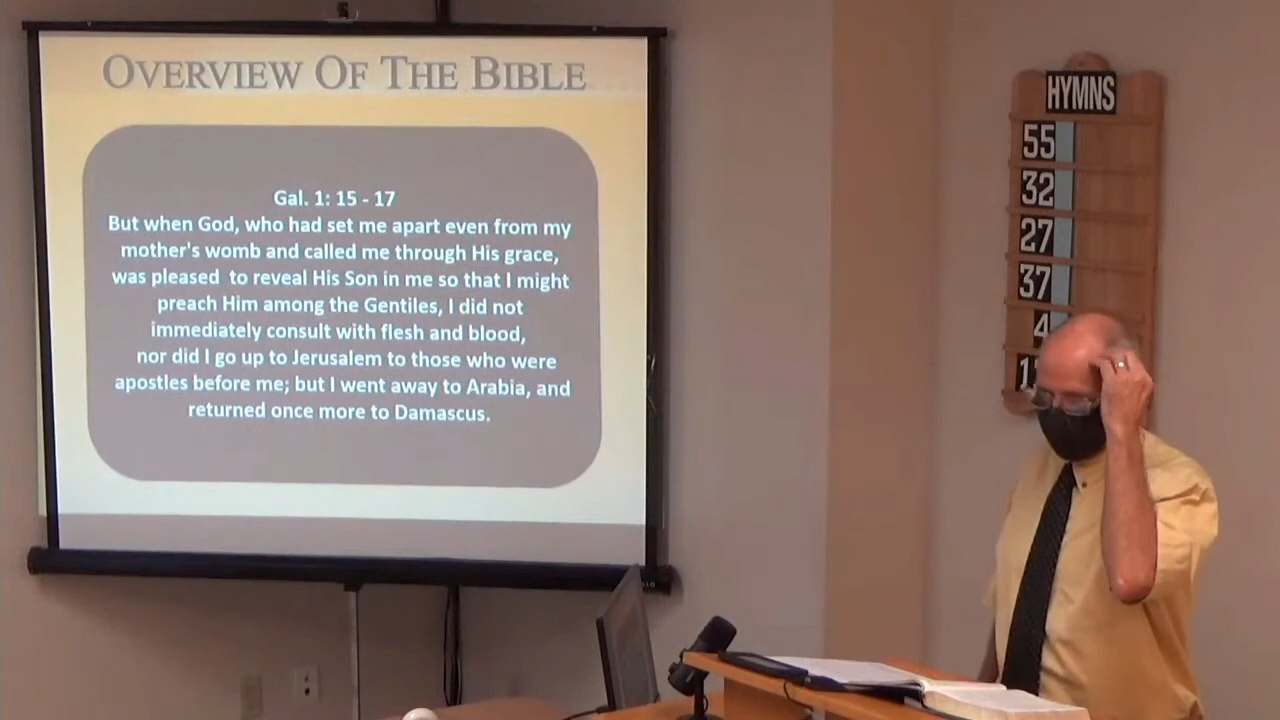 OVERVIEW OF THE BIBLE
Gal. 1: 15 - 17
But when God, who had set me apart even from my
mother's womb and called me through His grace,
was pleased  to reveal His Son in me so that I might
preach Him among the Gentiles, I did not
immediately consult with flesh and blood,
nor did I go up to Jerusalem to those who were
apostles before me; but I went away to Arabia, and
returned once more to Damascus.
HYMNS
55
32
27
37